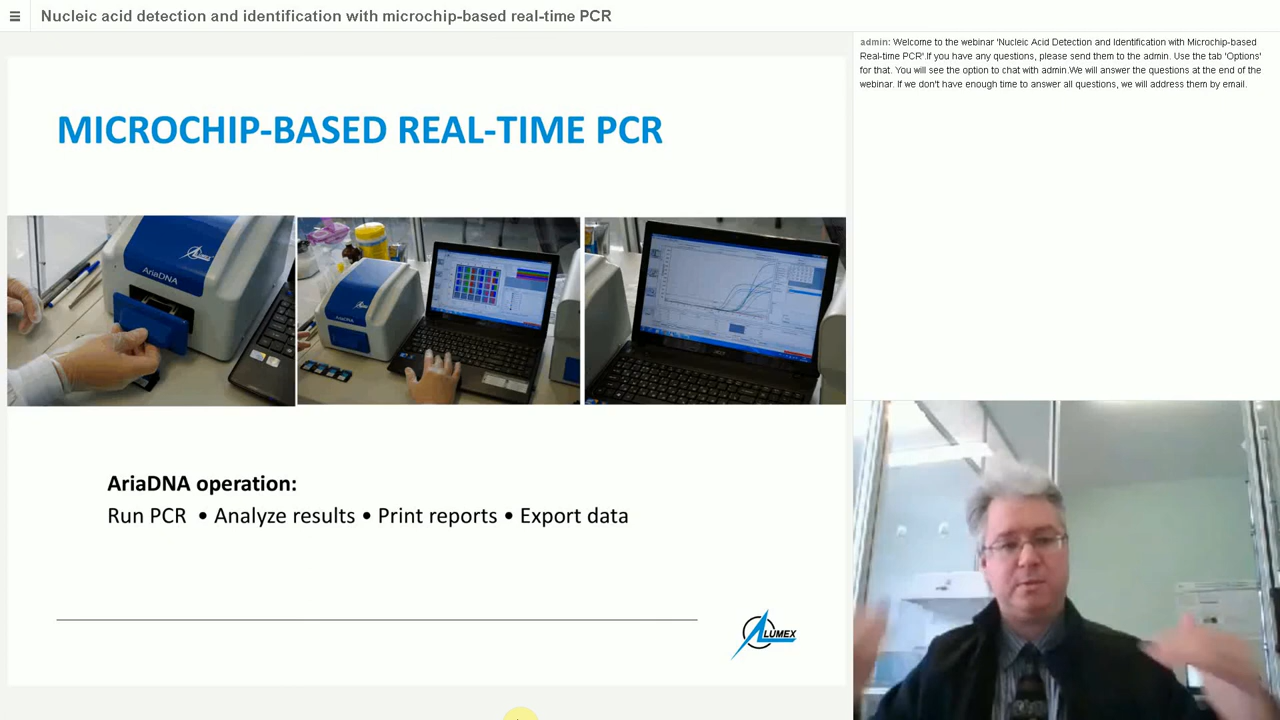 Nucleic acid detection and identification with microchip-based real-time PCR
MICROCHIP-BASED REAL-TIME PCR
AriaDNA
AriaDNA operation:
Run PCR • Analyze results • Print reports • Export data
LUMEX
admin: Welcome to the webinar 'Nucleic Acid Detection and Identification with Microchip-based
Real-time PCR'.If you have any questions, please send them to the admin. Use the tab 'Options'
for that. You will see the option to chat with admin.We will answer the questions at the end of the
webinar. If we don't have enough time to answer all questions, we will address them by email.